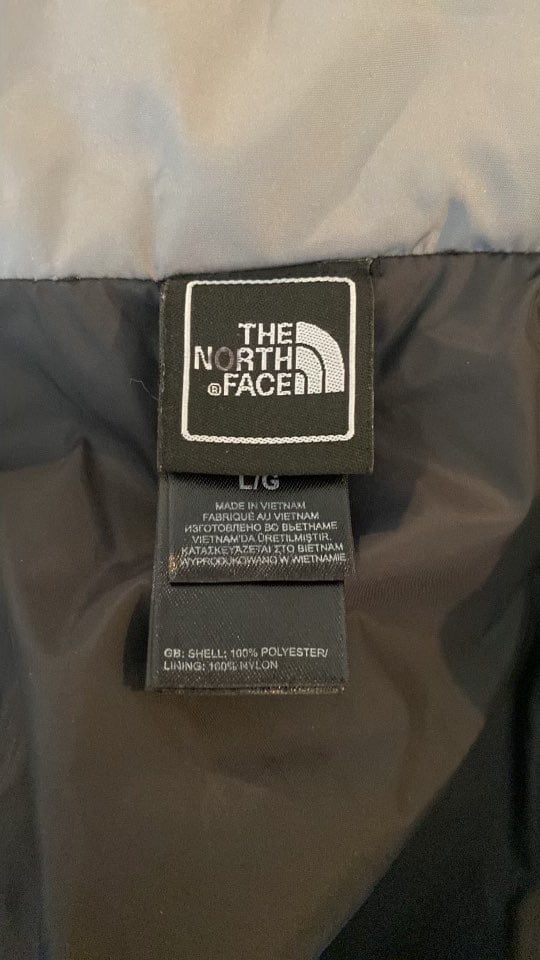 THE
NORTH
® FACE
L/G
MADE IN VIETNAM
FABRIQUÉ AU VIETNAM
ИЗГОТОВЛЕНО ВО ВЬЕТНАМЕ
VIETNAM'DA ÜRETILMIŞTIR.
ΚΑΤΑΣΚΕΥΑΖΕΤΑΙ ΣΤΟ ΒΙΕΤΝΑΜ
WYPRODUKOWANO W WIETNAMIE
GB: SHELL: 100% POLYESTER/
LINING: 100% NYLON